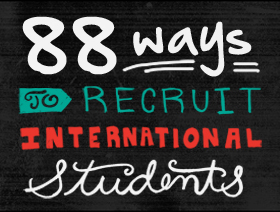 88 ways
TO RECRUIT
INTERNATIONAL
Students